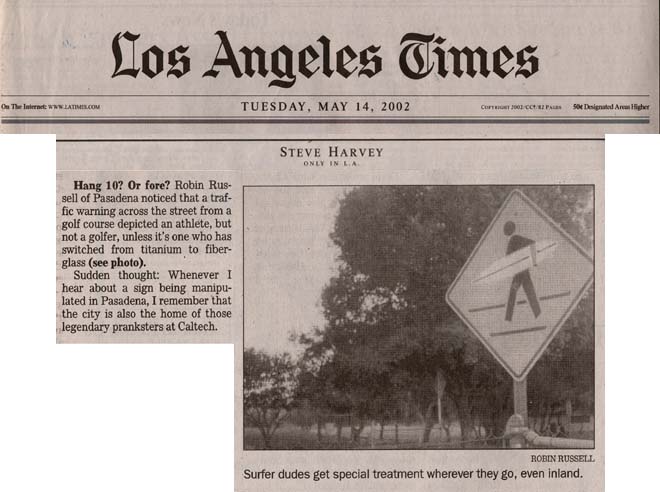 Los Angeles Times
On The Internet: WWW.LATIMES.COM
TUESDAY, MAY 14, 2002
COPYRIGHT 2002/CC†/82 PAGES
50¢ Designated Areas Higher
STEVE HARVEY
ONLY IN L.A.
Hang 10? Or fore? Robin Rus-
sell of Pasadena noticed that a traf-
fic warning across the street from a
golf course depicted an athlete, but
not a golfer, unless it's one who has
switched from titanium to fiber-
glass (see photo).
Sudden thought: Whenever I
hear about a sign being manipu-
lated in Pasadena, I remember that
the city is also the home of those
legendary pranksters at Caltech.
ROBIN RUSSELL
Surfer dudes get special treatment wherever they go, even inland.